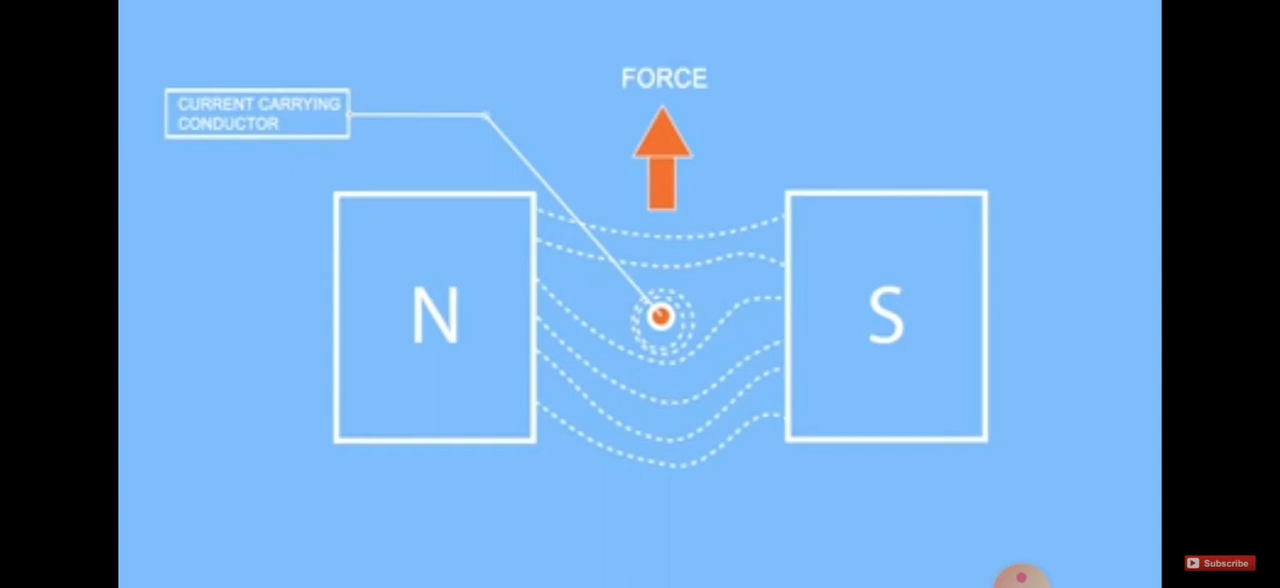 FORCE
CURRENT CARRYING
CONDUCTOR
N
S
Subscribe